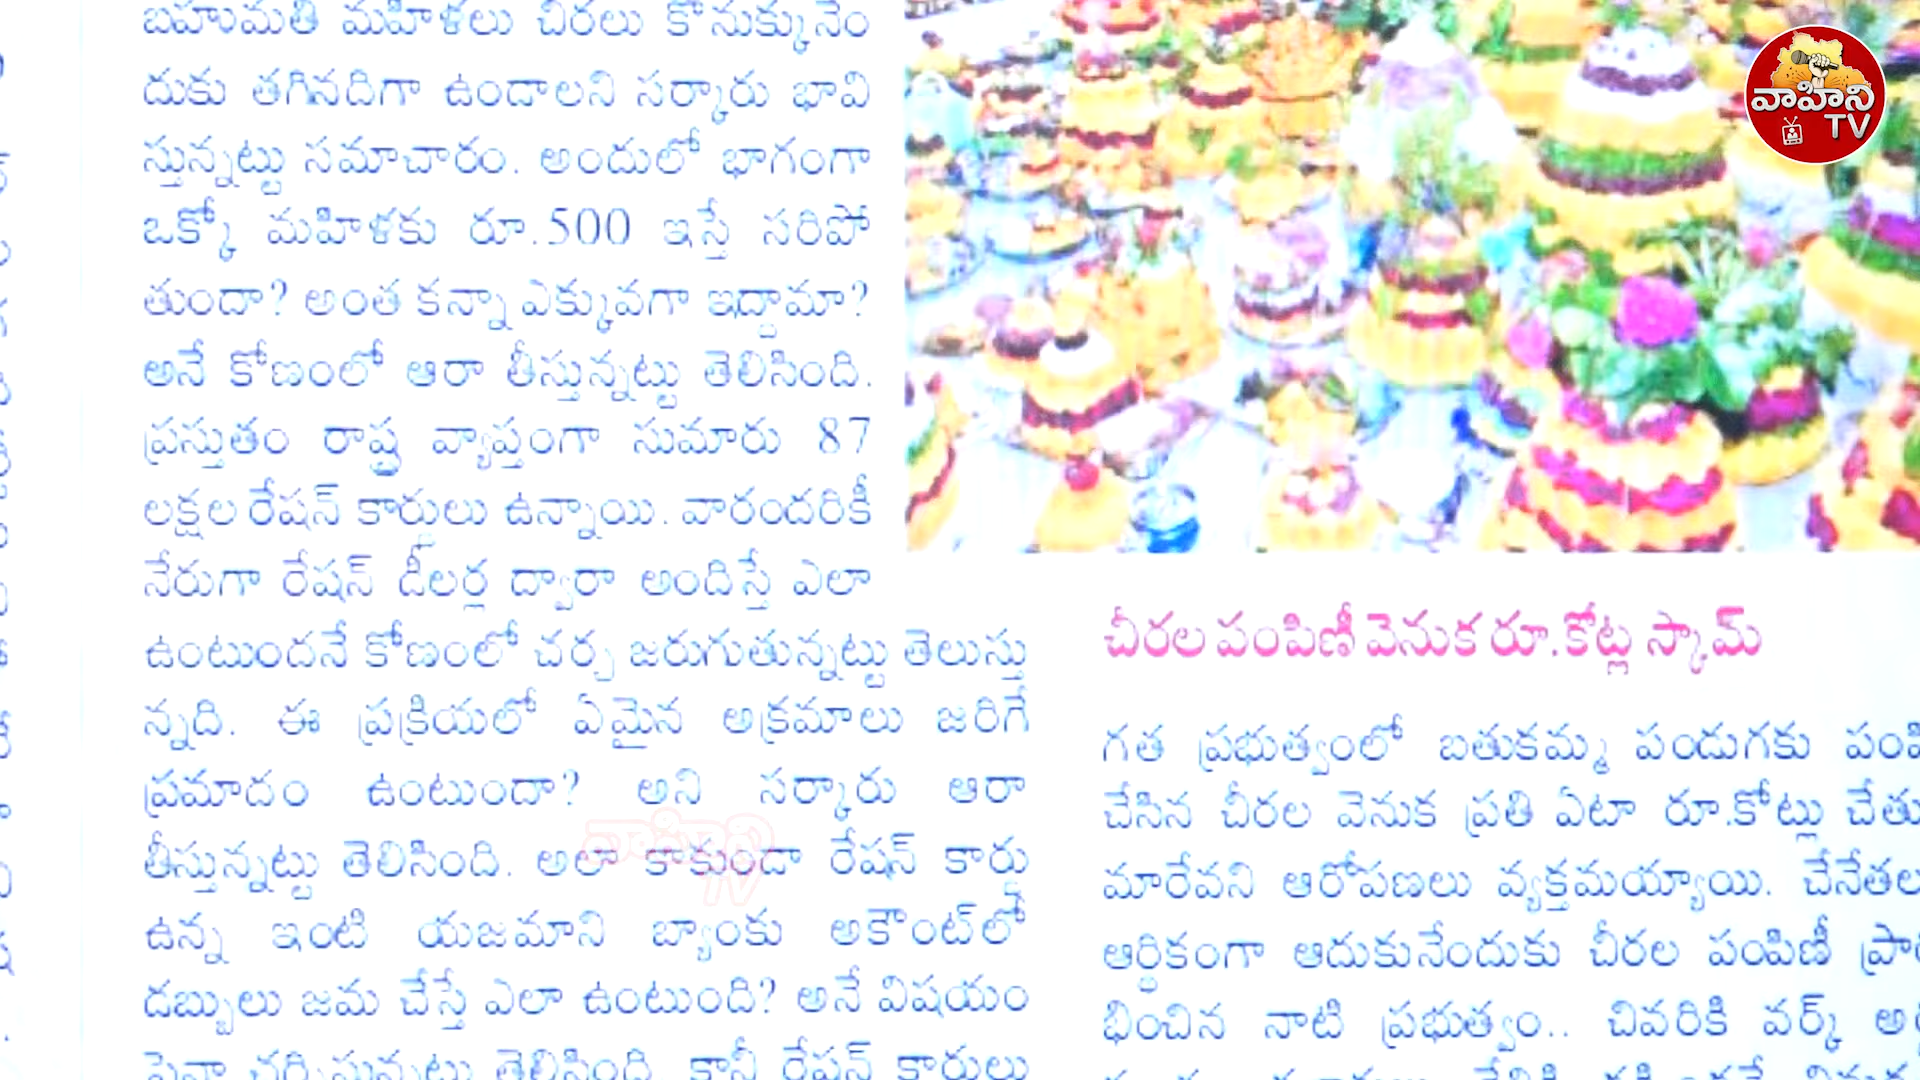 బహుమతి మహిళలు చీరలు కొనుక్కునేం
దుకు తగినదిగా ఉండాలని సర్కారు భావి
స్తున్నట్టు సమాచారం. అందులో భాగంగా
ఒక్కో మహిళకు రూ.500 ఇస్తే సరిపో
తుందా? అంత కన్నా ఎక్కువగా ఇద్దామా?
అనే కోణంలో ఆరా తీస్తున్నట్టు తెలిసింది.
ప్రస్తుతం రాష్ట్ర వ్యాప్తంగా సుమారు 87
లక్షల రేషన్ కార్డులు ఉన్నాయి. వారందరికీ
నేరుగా రేషన్ డీలర్ల ద్వారా అందిస్తే ఎలా
ఉంటుందనే కోణంలో చర్చ జరుగుతున్నట్టు తెలుస్తు
న్నది. ఈ ప్రక్రియలో ఏమైన అక్రమాలు జరిగే
ప్రమాదం ఉంటుందా? అని సర్కారు ఆరా
తీస్తున్నట్టు తెలిసింది. అలా కాకుండా రేషన్ కార్డు
ఉన్న ఇంటి యజమాని బ్యాంకు అకౌంట్‌లో
డబ్బులు జమ చేస్తే ఎలా ఉంటుంది? అనే విషయం
పైనా చర్చిస్తున్నట్టు తెలిసింది. కానీ రేషన్ కార్డులు
చీరల పంపిణీ వెనుక రూ.కోట్ల స్కామ్
గత ప్రభుత్వంలో బతుకమ్మ పండుగకు పంపి
చేసిన చీరల వెనుక ప్రతి ఏటా రూ.కోట్లు చేతు
మారేవని ఆరోపణలు వ్యక్తమయ్యాయి. చేనేతల
ఆర్థికంగా ఆదుకునేందుకు చీరల పంపిణీ ప్రా
భించిన నాటి ప్రభుత్వం.. చివరికి వర్క్
వాహిని
TV
వాహిని
TV